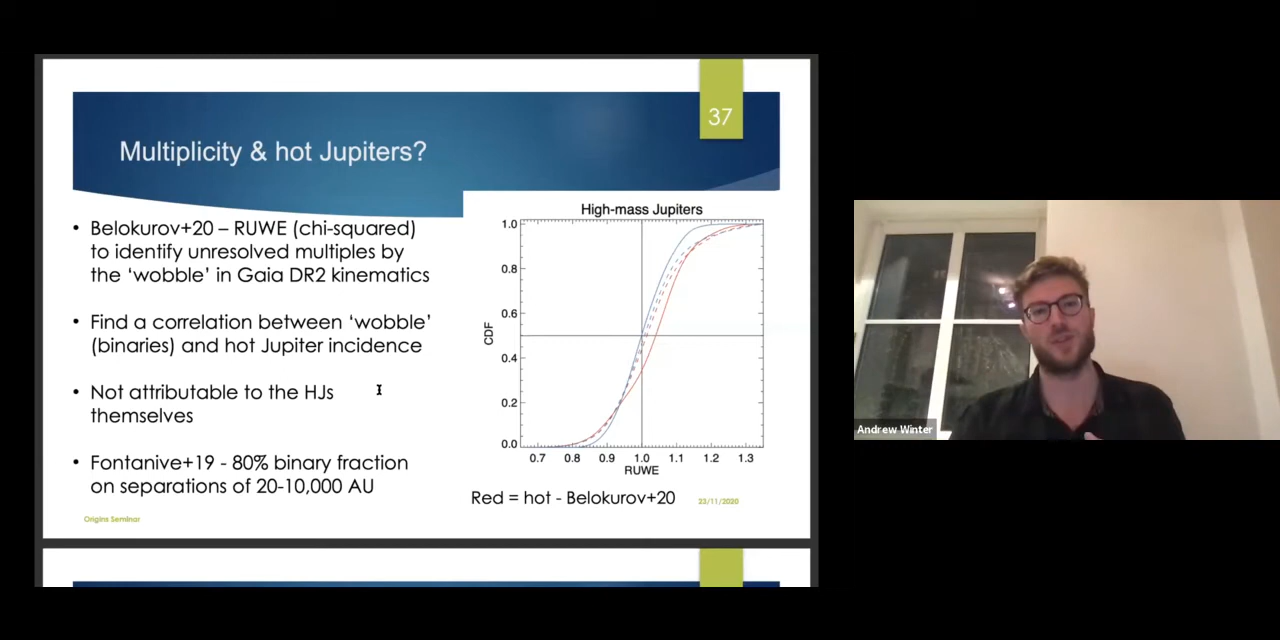 37
Multiplicity & hot Jupiters?
• Belokurov+20 – RUWE (chi-squared)
to identify unresolved multiples by
the ‘wobble’ in Gaia DR2 kinematics
• Find a correlation between ‘wobble’
(binaries) and hot Jupiter incidence
• Not attributable to the HJs
themselves
• Fontanive+19 - 80% binary fraction
on separations of 20-10,000 AU
High-mass Jupiters
1.0
0.8
0.6
0.4
0.2
0.0
CDF
0.7 0.8 0.9 1.0 1.1 1.2 1.3
RUWE
Red = hot - Belokurov+20
23/11/2020
Origins Seminar
Andrew Winter